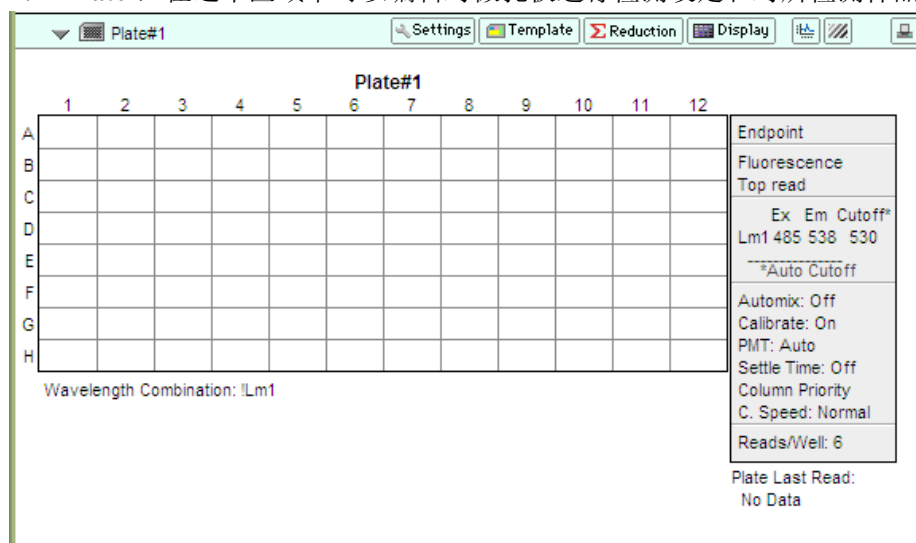 Plate#1 Settings Template Reduction Display
Plate#1
1 2 3 4 5 6 7 8 9 10 11 12
A
B
C
D
E
F
G
H
Endpoint
Fluorescence
Top read
Ex Em Cutoff*
Lm1 485 538 530
*Auto Cutoff
Automix: Off
Calibrate: On
PMT: Auto
Settle Time: Off
Column Priority
C. Speed: Normal
Reads/Well: 6
Wavelength Combination: !Lm1
Plate Last Read:
No Data